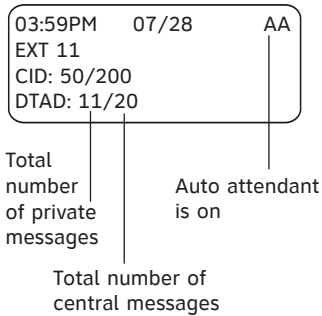 03:59PM 07/28 AA
EXT 11
CID: 50/200
DTAD: 11/20
Total
number
of private
messages
Auto attendant
is on
Total number of
central messages